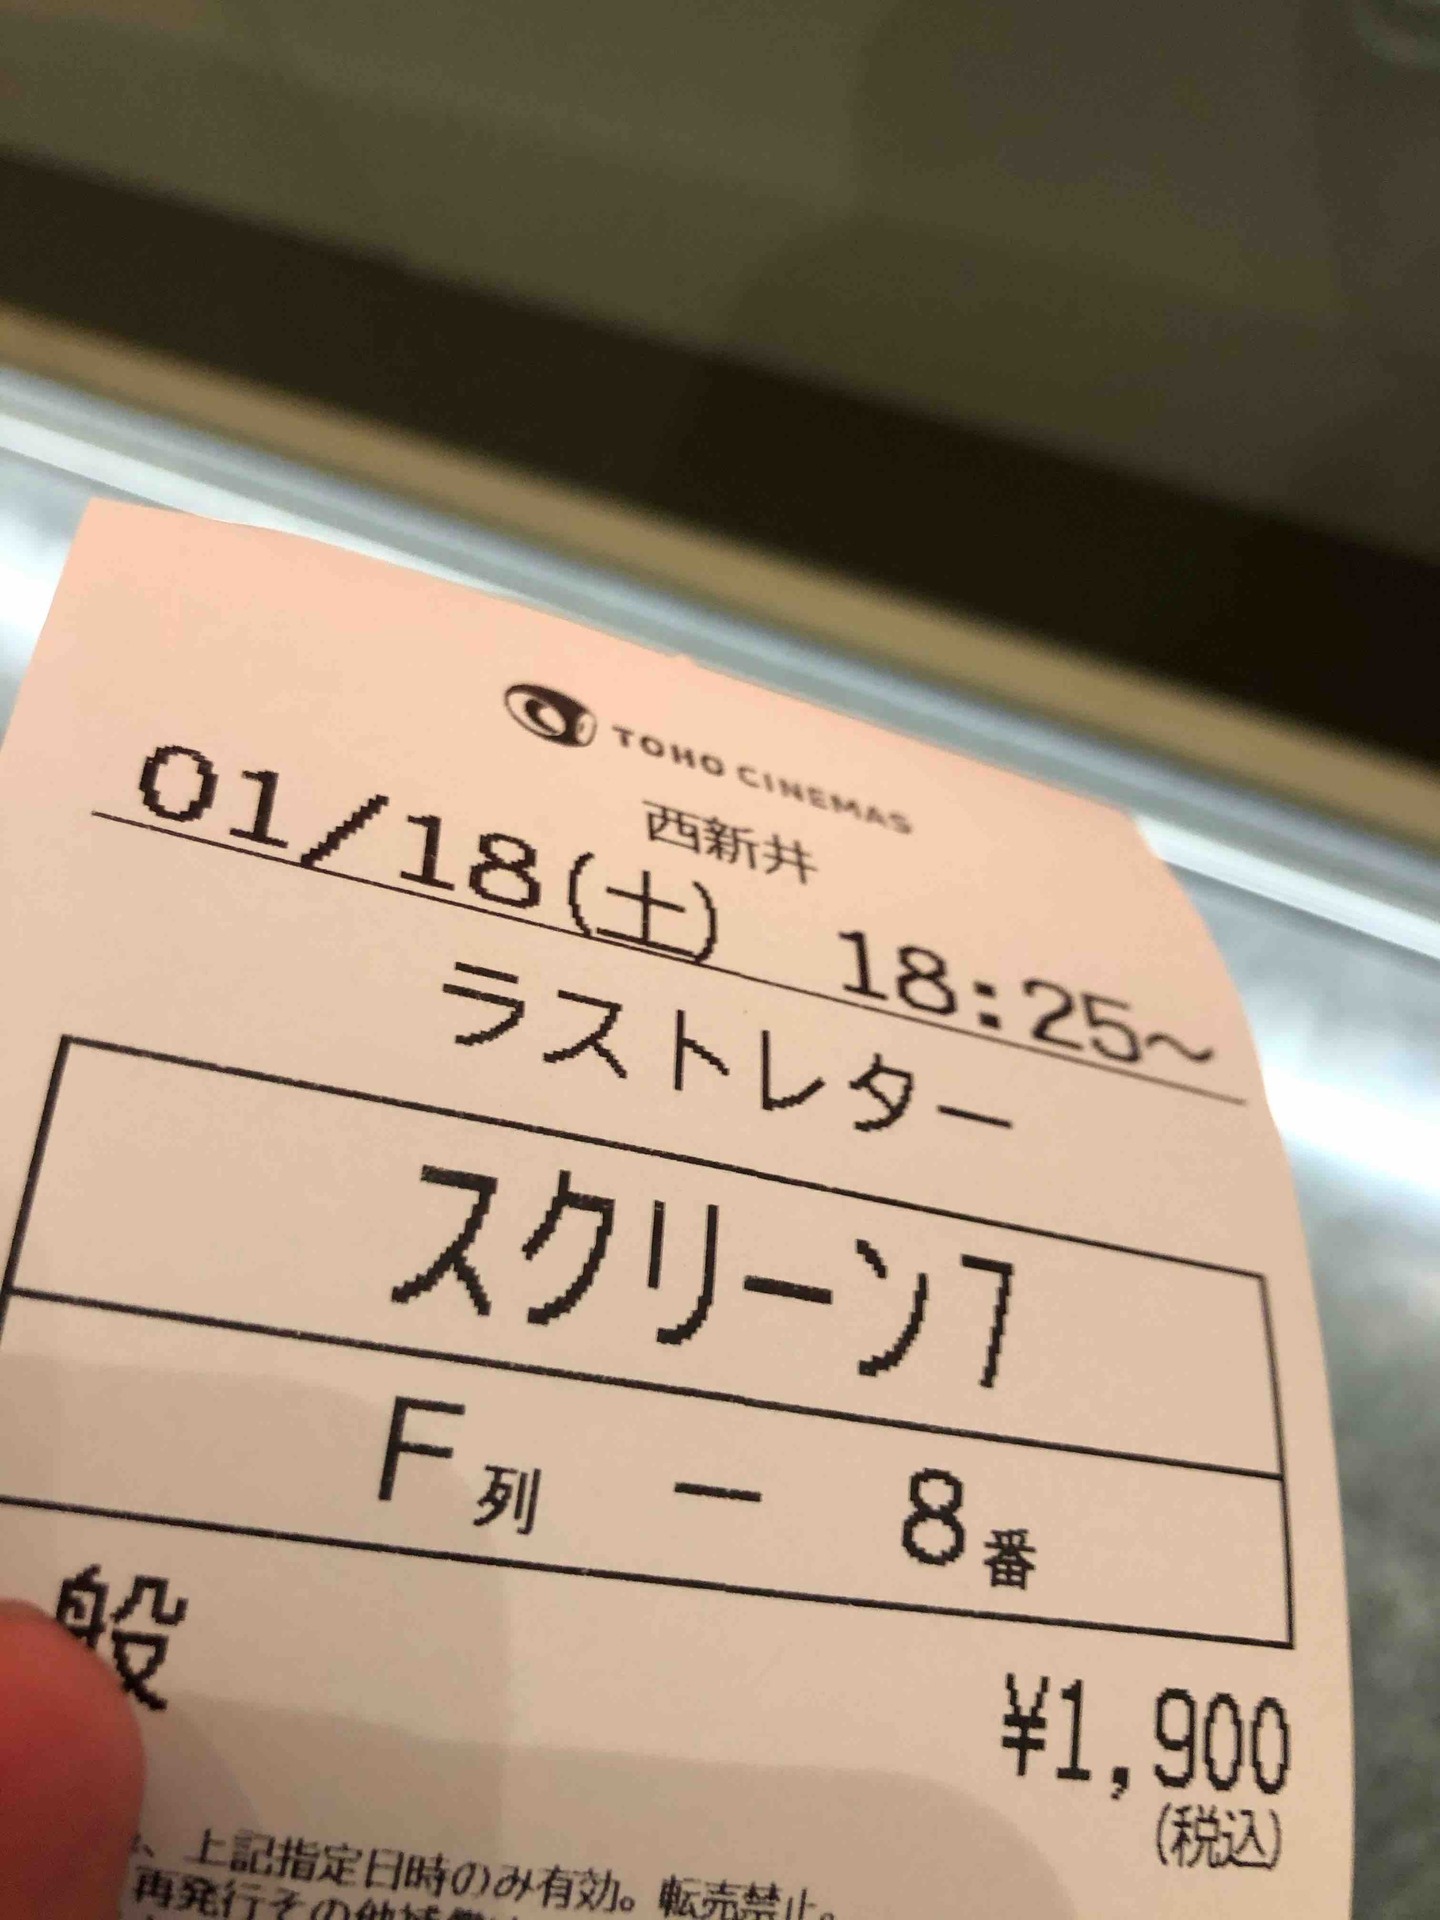 TOHO CINEMAS
西新井
01/18(土) 18:25~
ラストレター
スクリーン7
F列 ー 8番
般 ¥1,900
(税込)
、上記指定日時のみ有効。転売禁止。
再発行その他